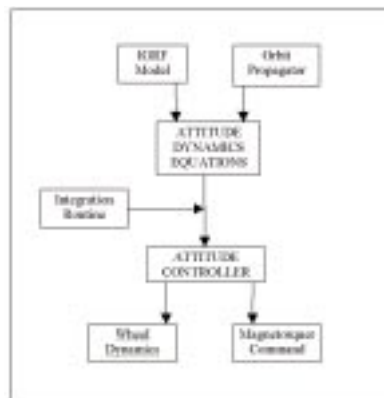 IGRF
Model
Orbit
Propagator
ATTITUDE
DYNAMICS
EQUATIONS
Integration
Routine
ATTITUDE
CONTROLLER
Wheel
Dynamics
Magnetorquer
Command